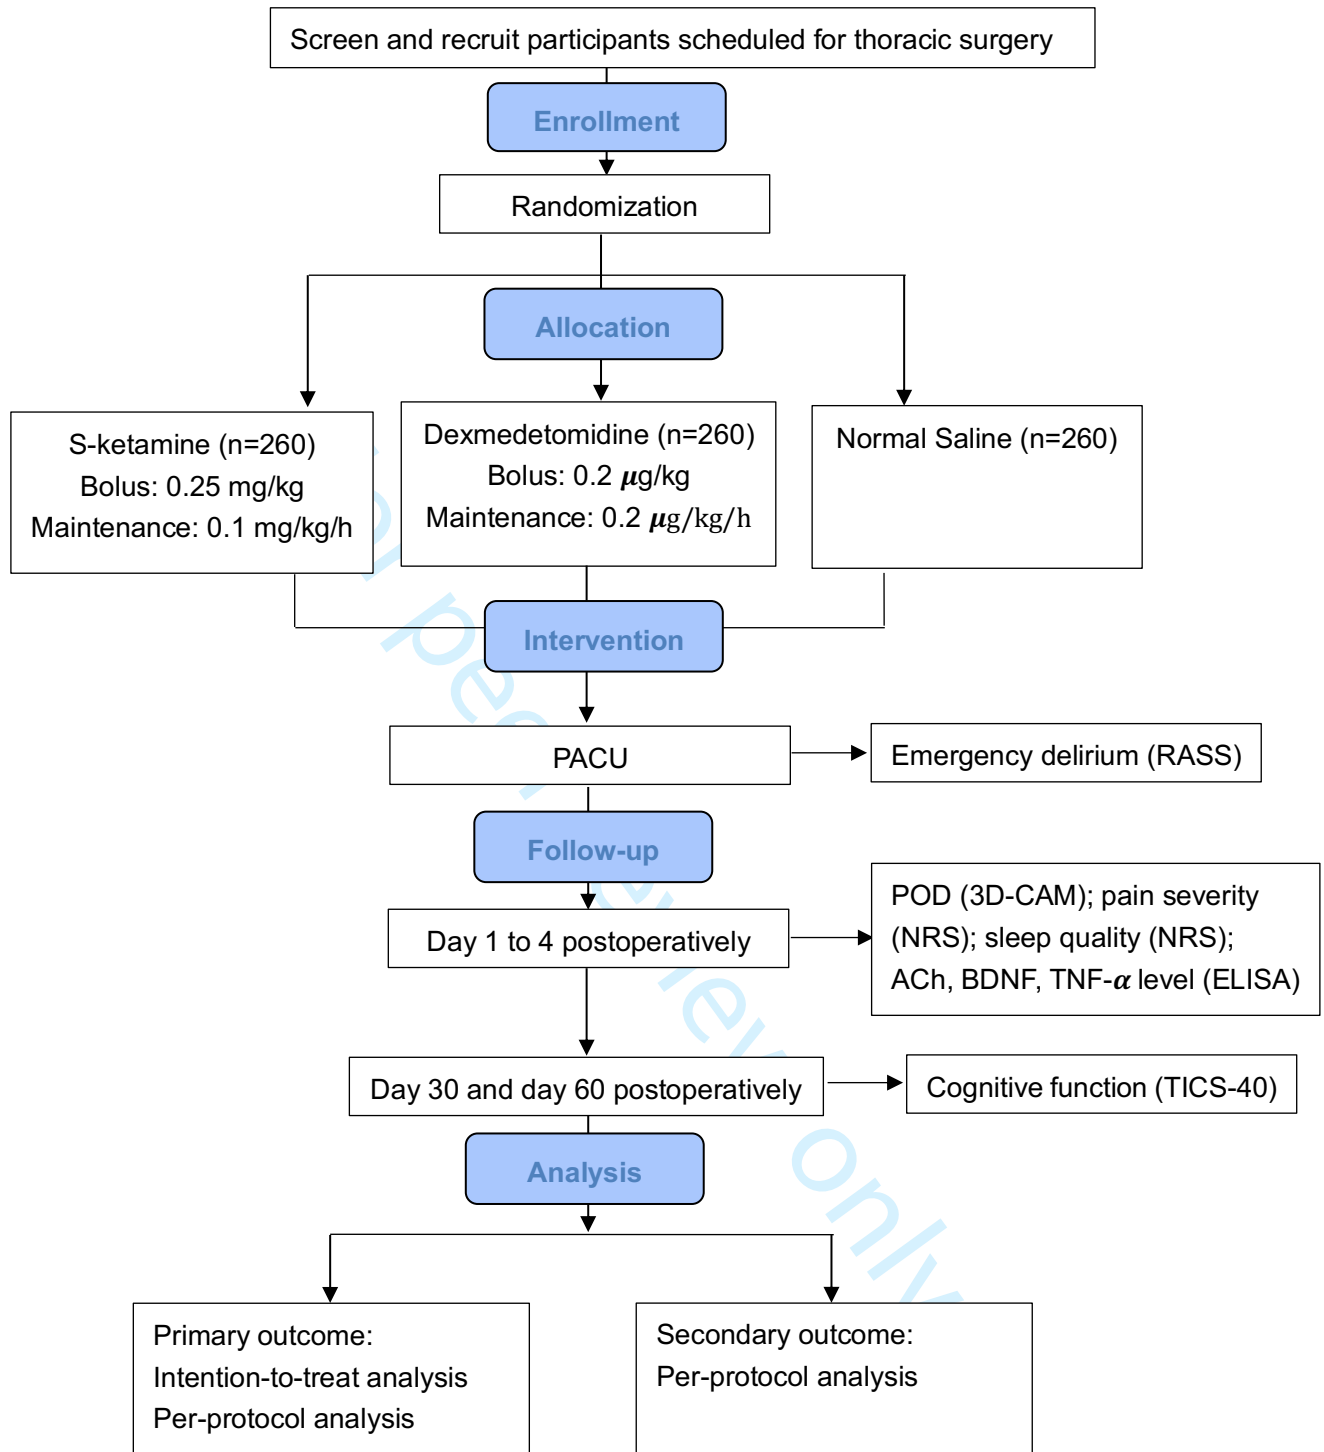 Screen and recruit participants scheduled for thoracic surgery
Enrollment
Randomization
Allocation
S-ketamine (n=260)
Bolus: 0.25 mg/kg
Maintenance: 0.1 mg/kg/h
Dexmedetomidine (n=260)
Bolus: 0.2 μg/kg
Maintenance: 0.2 μg/kg/h
Normal Saline (n=260)
Intervention
PACU
Emergency delirium (RASS)
Follow-up
Day 1 to 4 postoperatively
POD (3D-CAM); pain severity
(NRS); sleep quality (NRS);
ACh, BDNF, TNF-α level (ELISA)
Day 30 and day 60 postoperatively
Cognitive function (TICS-40)
Analysis
Primary outcome:
Intention-to-treat analysis
Per-protocol analysis
Secondary outcome:
Per-protocol analysis